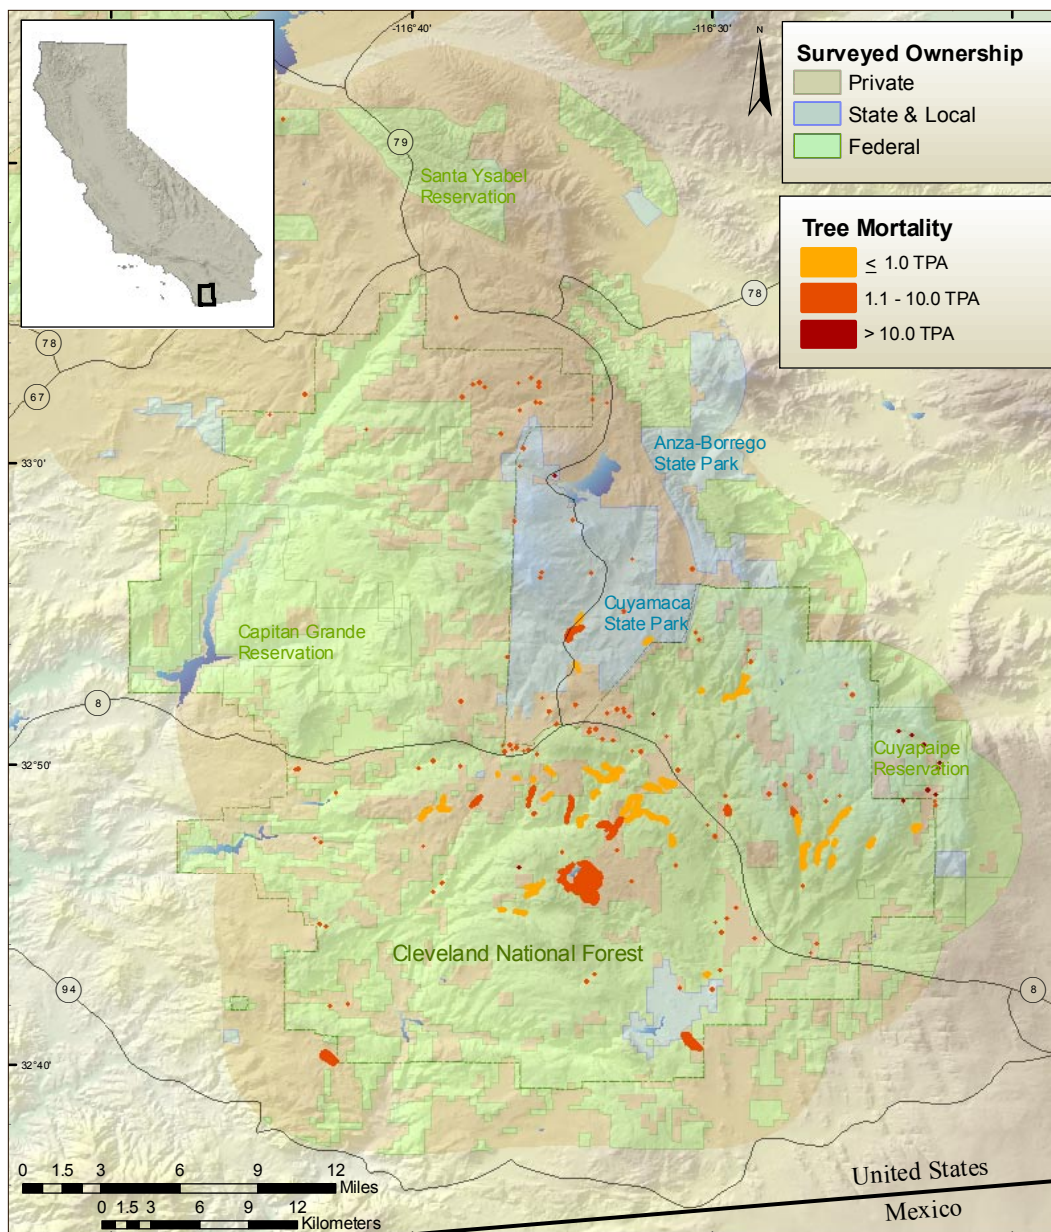 -116°40'
-116°30'
N
Surveyed Ownership
Private
State & Local
Federal
79
Santa Ysabel
Reservation
Tree Mortality
≤ 1.0 TPA
1.1 - 10.0 TPA
> 10.0 TPA
78
78
67
Anza-Borrego
State Park
33°0'
Cuyamaca
State Park
Capitan Grande
Reservation
8
Cuyapaipe
Reservation
32°50'
Cleveland National Forest
94
8
32°40'
0 1.5 3 6 9 12
Miles
0 1.5 3 6 9 12
Kilometers
United States
Mexico